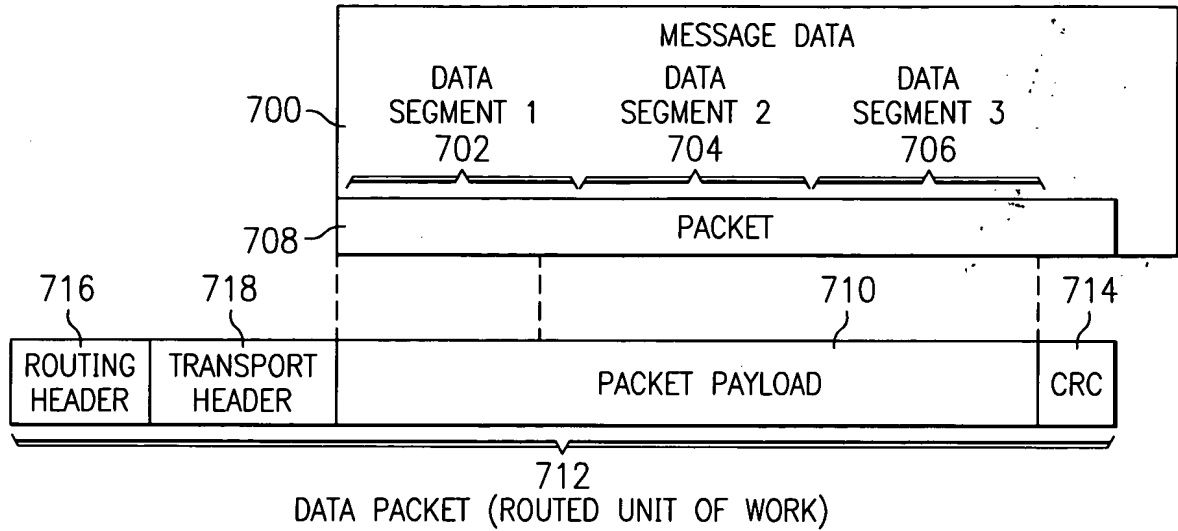 MESSAGE DATA
DATA SEGMENT 1
702
DATA SEGMENT 2
704
DATA SEGMENT 3
706
700
708
PACKET
716
718
710
714
ROUTING HEADER
TRANSPORT HEADER
PACKET PAYLOAD
CRC
712
DATA PACKET (ROUTED UNIT OF WORK)